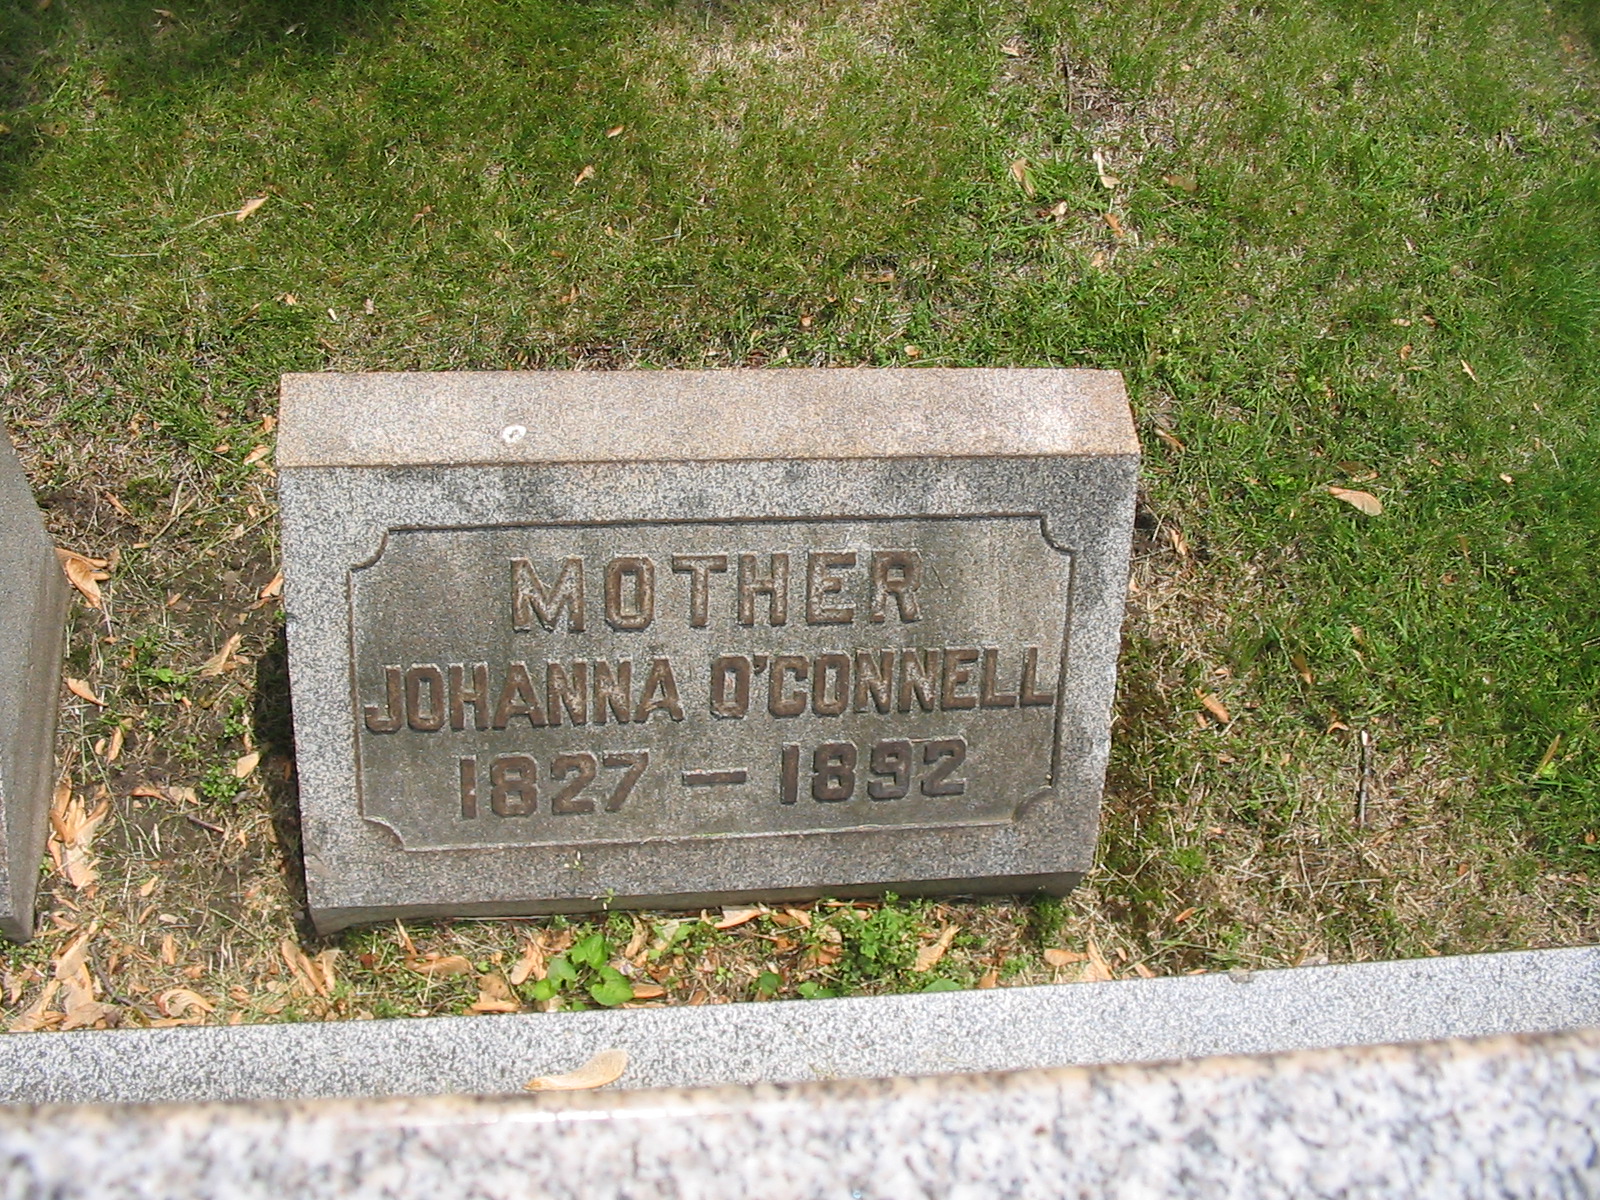 MOTHER
JOHANNA O'CONNELL
1827 — 1892